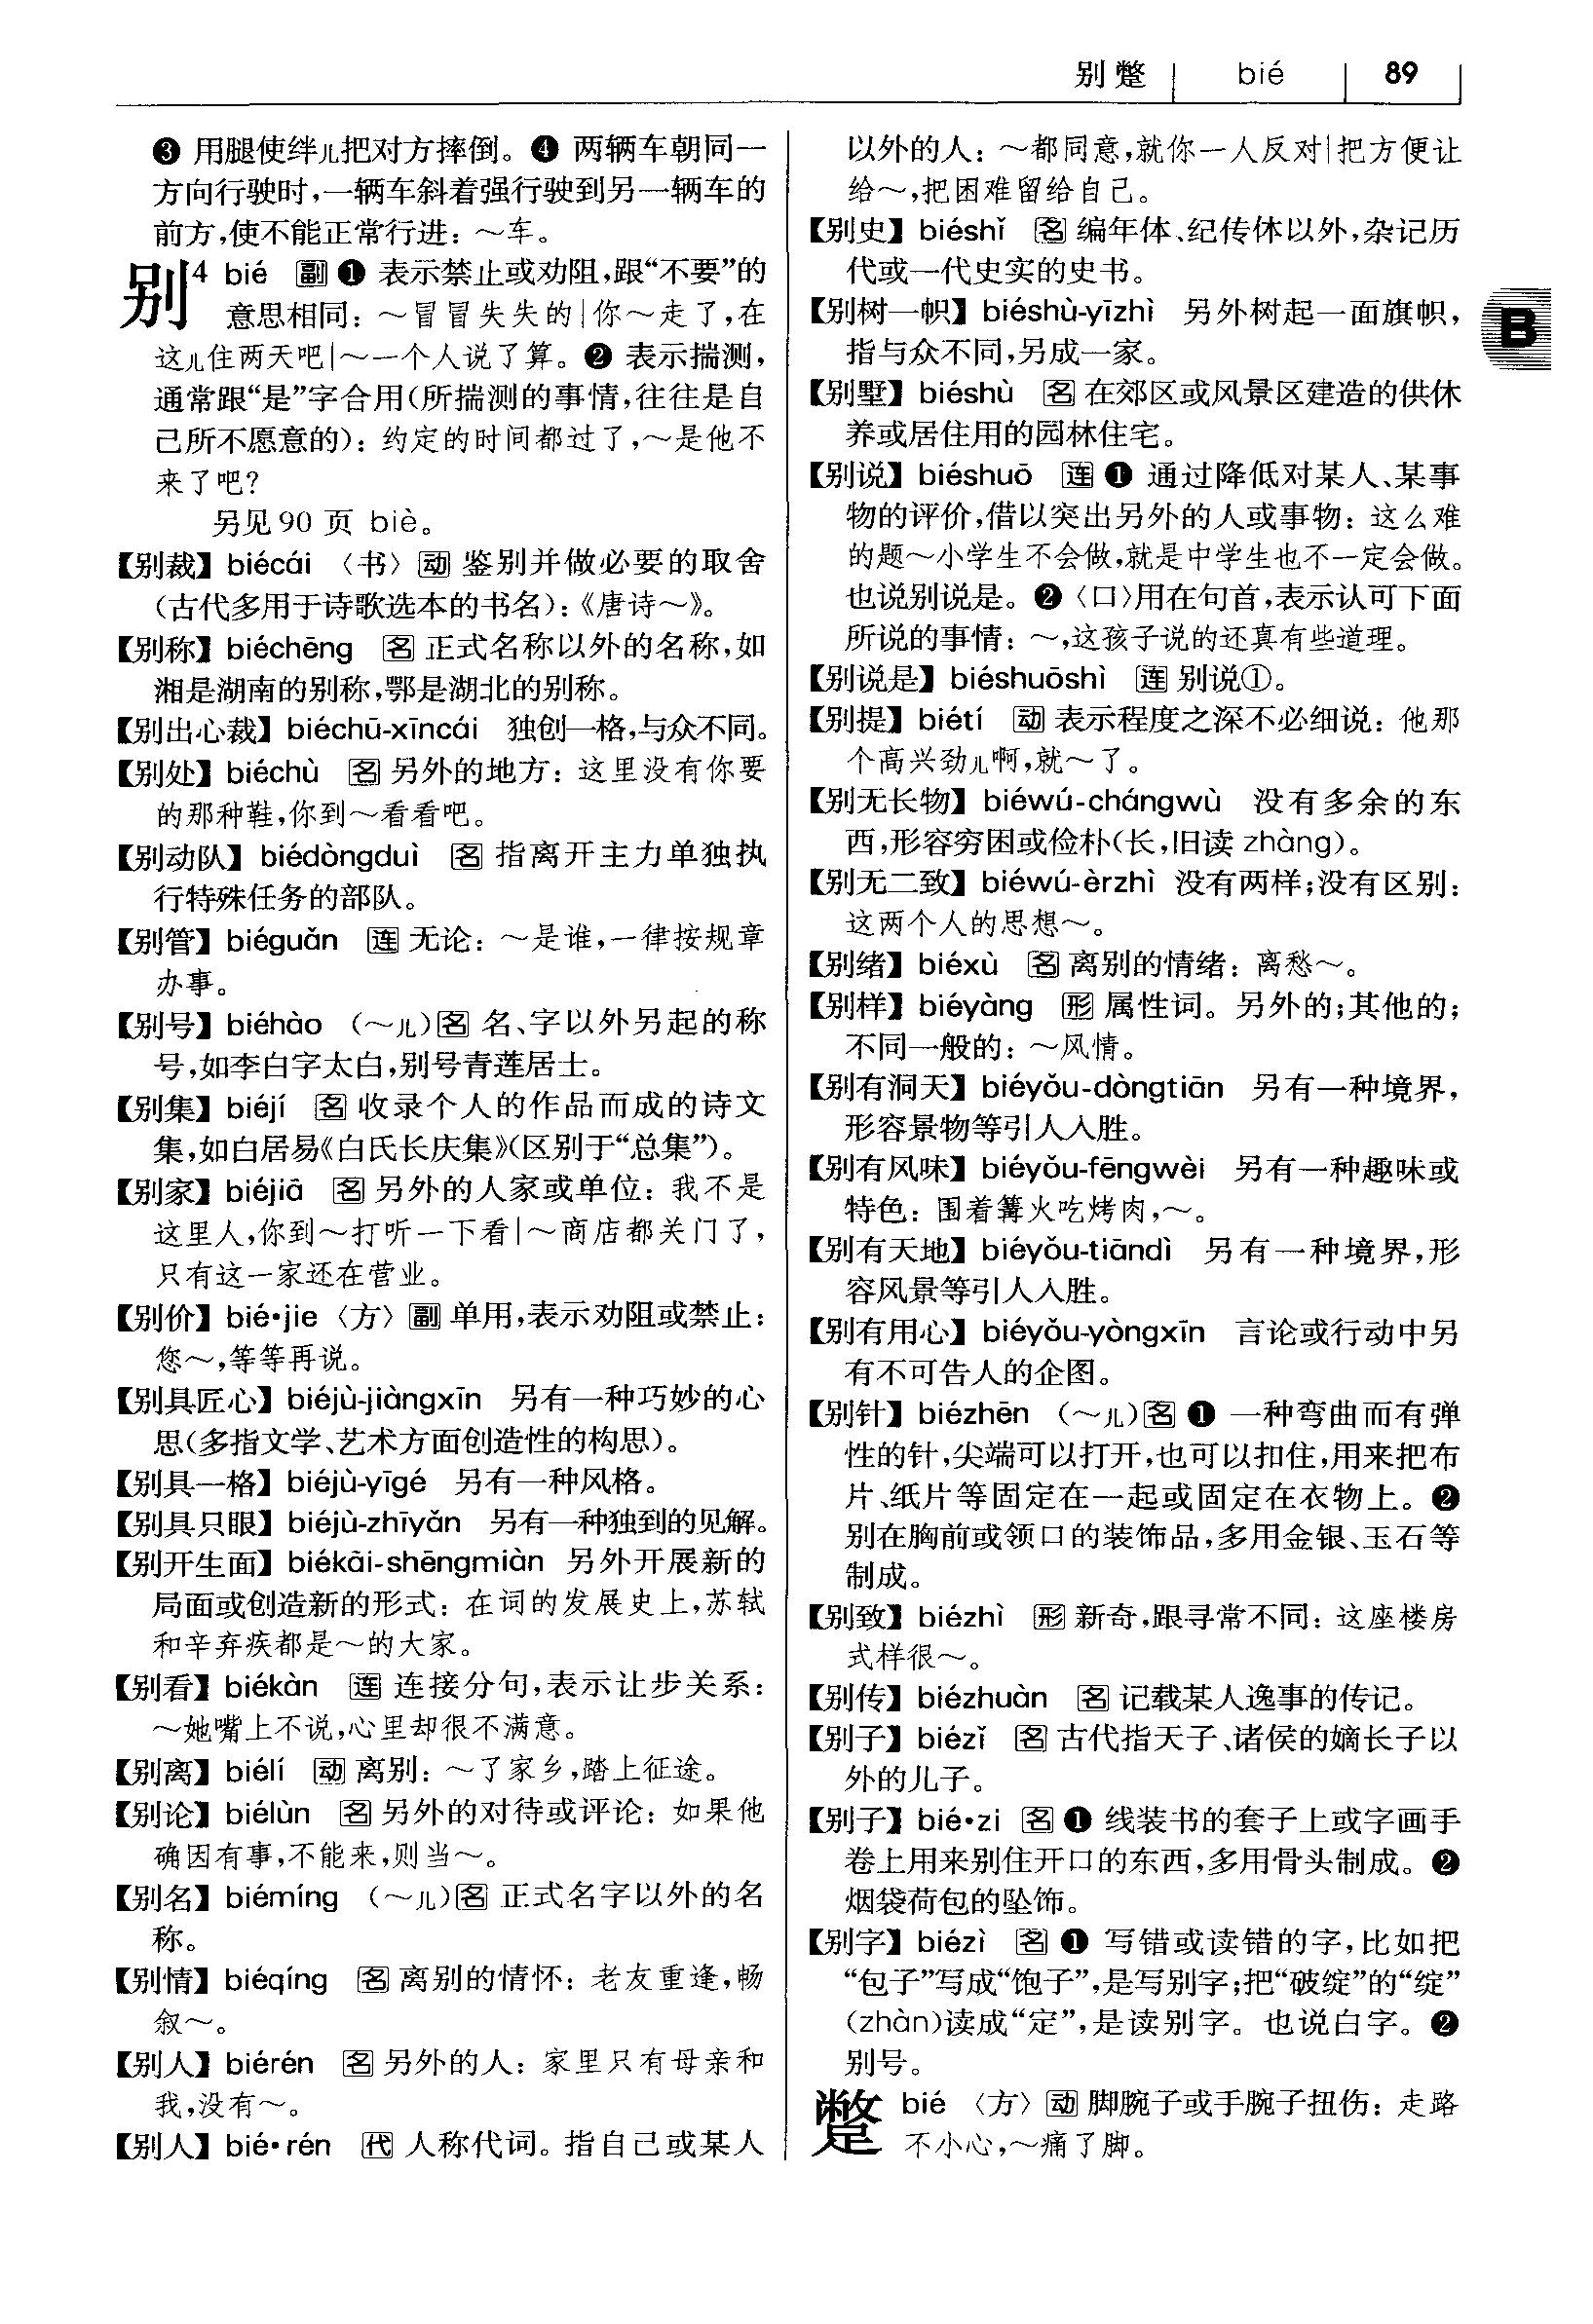 别 蹩 | bié | 89
❸ 用腿使绊儿把对方摔倒。❹ 两辆车朝同一
方向行驶时,一辆车斜着强行驶到另一辆车的
前方,使不能正常行进：～车。
别4 bié 副 ❶ 表示禁止或劝阻,跟“不要”的
意思相同：～冒冒失失的|你～走了,在
这儿住两天吧|～一个人说了算。❷ 表示揣测,
通常跟“是”字合用(所揣测的事情,往往是自
己所不愿意的)：约定的时间都过了,～是他不
来了吧?
另见 90 页 biè。
【别裁】biécái 〈书〉动 鉴别并做必要的取舍
(古代多用于诗歌选本的书名)：《唐诗～》。
【别称】biéchēng 名 正式名称以外的名称,如
湘是湖南的别称,鄂是湖北的别称。
【别出心裁】biéchū-xīncái 独创一格,与众不同。
【别处】biéchù 名 另外的地方：这里没有你要
的那种鞋,你到～看看吧。
【别动队】biédòngduì 名 指离开主力单独执
行特殊任务的部队。
【别管】biéguǎn 连 无论：～是谁,一律按规章
办事。
【别号】biéhào (～儿)名 名、字以外另起的称
号,如李白字太白,别号青莲居士。
【别集】biéjí 名 收录个人的作品而成的诗文
集,如白居易《白氏长庆集》(区别于“总集”)。
【别家】biéjiā 名 另外的人家或单位：我不是
这里人,你到～打听一下看|～商店都关门了,
只有这一家还在营业。
【别价】bié•jie 〈方〉副 单用,表示劝阻或禁止：
您～,等等再说。
【别具匠心】biéjù-jiàngxīn 另有一种巧妙的心
思(多指文学、艺术方面创造性的构思)。
【别具一格】biéjù-yīgé 另有一种风格。
【别具只眼】biéjù-zhīyǎn 另有一种独到的见解。
【别开生面】biékāi-shēngmiàn 另外开展新的
局面或创造新的形式：在词的发展史上,苏轼
和辛弃疾都是～的大家。
【别看】biékàn 连 连接分句,表示让步关系：
～她嘴上不说,心里却很不满意。
【别离】biélí 动 离别：～了家乡,踏上征途。
【别论】biélùn 名 另外的对待或评论：如果他
确因有事,不能来,则当～。
【别名】biémíng (～儿)名 正式名字以外的名
称。
【别情】biéqíng 名 离别的情怀：老友重逢,畅
叙～。
【别人】biérén 名 另外的人：家里只有母亲和
我,没有～。
【别人】bié•rén 代 人称代词。指自己或某人
以外的人：～都同意,就你一人反对|把方便让
给～,把困难留给自己。
【别史】biéshǐ 名 编年体、纪传体以外,杂记历
代或一代史实的史书。
【别树一帜】biéshù-yīzhì 另外树起一面旗帜,
指与众不同,另成一家。
【别墅】biéshù 名 在郊区或风景区建造的供休
养或居住用的园林住宅。
【别说】biéshuō 连 ❶ 通过降低对某人、某事
物的评价,借以突出另外的人或事物：这么难
的题～小学生不会做,就是中学生也不一定会做。
也说别说是。❷〈口〉用在句首,表示认可下面
所说的事情：～,这孩子说的还真有些道理。
【别说是】biéshuōshì 连 别说①。
【别提】biétí 动 表示程度之深不必细说：他那
个高兴劲儿啊,就～了。
【别无长物】biéwú-chángwù 没有多余的东
西,形容穷困或俭朴(长,旧读 zhàng)。
【别无二致】biéwú-èrzhì 没有两样;没有区别：
这两个人的思想～。
【别绪】biéxù 名 离别的情绪：离愁～。
【别样】biéyàng 形 属性词。另外的;其他的;
不同一般的：～风情。
【别有洞天】biéyǒu-dòngtiān 另有一种境界,
形容景物等引人入胜。
【别有风味】biéyǒu-fēngwèi 另有一种趣味或
特色：围着篝火吃烤肉,～。
【别有天地】biéyǒu-tiāndì 另有一种境界,形
容风景等引人入胜。
【别有用心】biéyǒu-yòngxīn 言论或行动中另
有不可告人的企图。
【别针】biézhēn (～儿)名 ❶ 一种弯曲而有弹
性的针,尖端可以打开,也可以扣住,用来把布
片、纸片等固定在一起或固定在衣物上。❷
别在胸前或领口的装饰品,多用金银、玉石等
制成。
【别致】biézhì 形 新奇,跟寻常不同：这座楼房
式样很～。
【别传】biézhuàn 名 记载某人逸事的传记。
【别子】biézǐ 名 古代指天子、诸侯的嫡长子以
外的儿子。
【别子】bié•zi 名 ❶ 线装书的套子上或字画手
卷上用来别住开口的东西,多用骨头制成。❷
烟袋荷包的坠饰。
【别字】biézì 名 ❶ 写错或读错的字,比如把
“包子”写成“饱子”,是写别字;把“破绽”的“绽”
(zhàn)读成“定”,是读别字。也说白字。❷
别号。
蹩 bié 〈方〉动 脚腕子或手腕子扭伤：走路
不小心,～痛了脚。
B